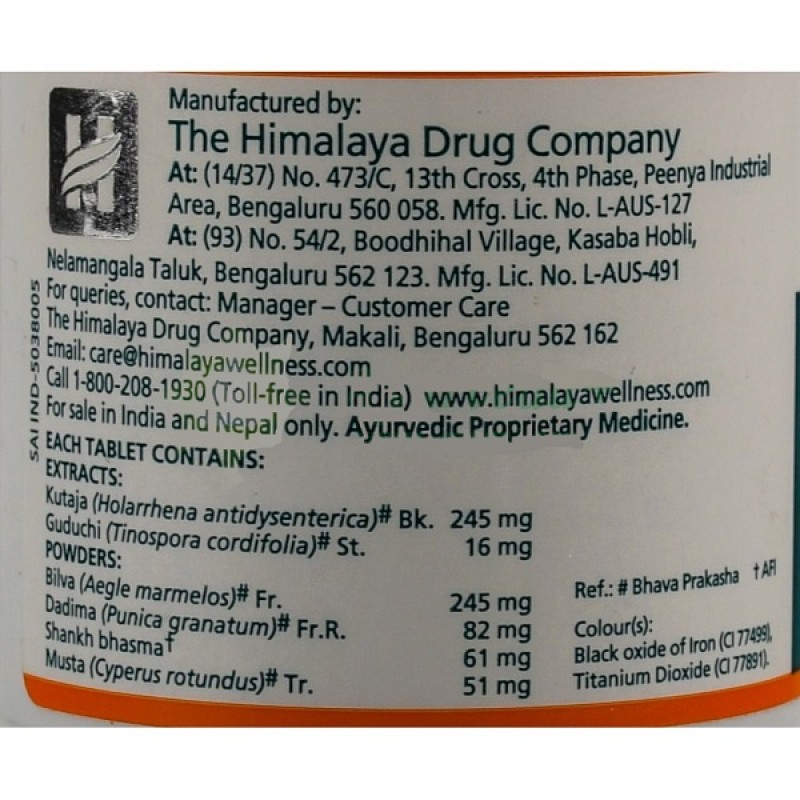 Manufactured by:
The Himalaya Drug Company
At: (14/37) No. 473/C, 13th Cross, 4th Phase, Peenya Industrial
Area, Bengaluru 560 058. Mfg. Lic. No. L-AUS-127
At: (93) No. 54/2, Boodhihal Village, Kasaba Hobli,
Nelamangala Taluk, Bengaluru 562 123. Mfg. Lic. No. L-AUS-491
For queries, contact: Manager – Customer Care
The Himalaya Drug Company, Makali, Bengaluru 562 162
Email: care@himalayawellness.com
Call 1-800-208-1930 (Toll-free in India) www.himalayawellness.com
For sale in India and Nepal only. Ayurvedic Proprietary Medicine.
SAI IND-5038005
EACH TABLET CONTAINS:
EXTRACTS:
Kutaja (Holarrhena antidysenterica)# Bk. 245 mg
Guduchi (Tinospora cordifolia)# St. 16 mg
POWDERS:
Bilva (Aegle marmelos)# Fr. 245 mg
Dadima (Punica granatum)# Fr.R. 82 mg
Shankh bhasma† 61 mg
Musta (Cyperus rotundus)# Tr. 51 mg
Ref.: # Bhava Prakasha † AFI
Colour(s):
Black oxide of Iron (CI 77499),
Titanium Dioxide (CI 77891).